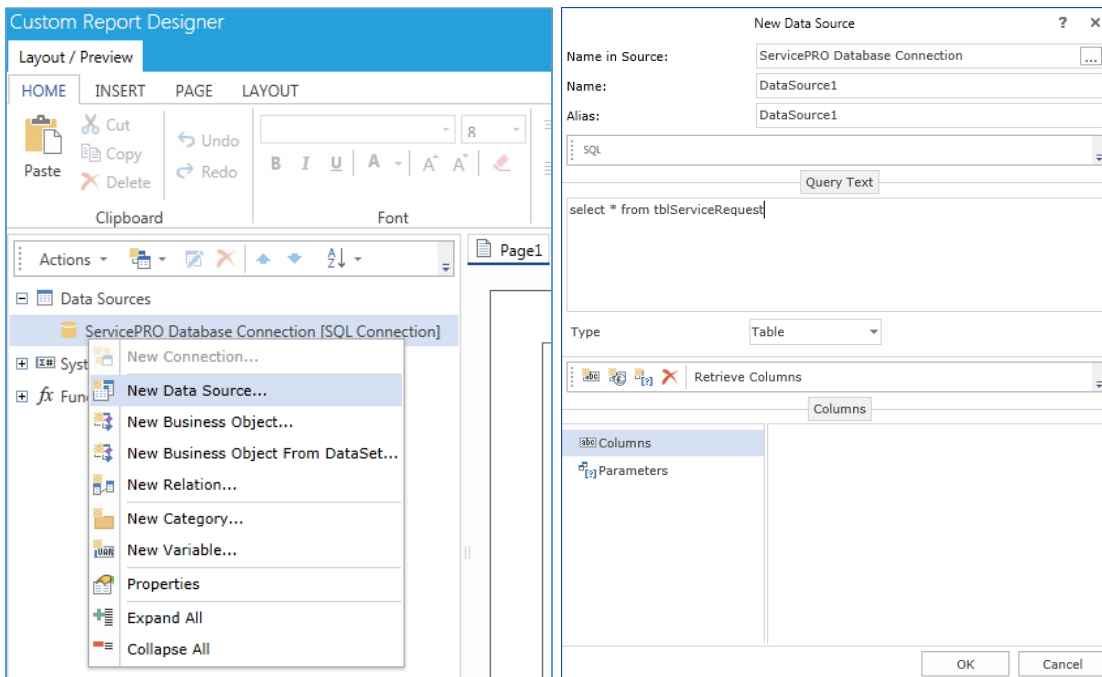 Custom Report Designer
Layout / Preview
HOME INSERT PAGE LAYOUT
Paste
Cut
Copy
Delete
Undo
Redo
8
B I U A A A
Clipboard
Font
Actions
Page1
Data Sources
ServicePRO Database Connection [SQL Connection]
Syst
fx Fun
New Connection...
New Data Source...
New Business Object...
New Business Object From DataSet...
New Relation...
New Category...
New Variable...
Properties
Expand All
Collapse All
New Data Source ? X
Name in Source: ServicePRO Database Connection ...
Name: DataSource1
Alias: DataSource1
SQL
Query Text
select * from tblServiceRequest
Type Table
Retrieve Columns
Columns
abc Columns
[?] Parameters
OK Cancel